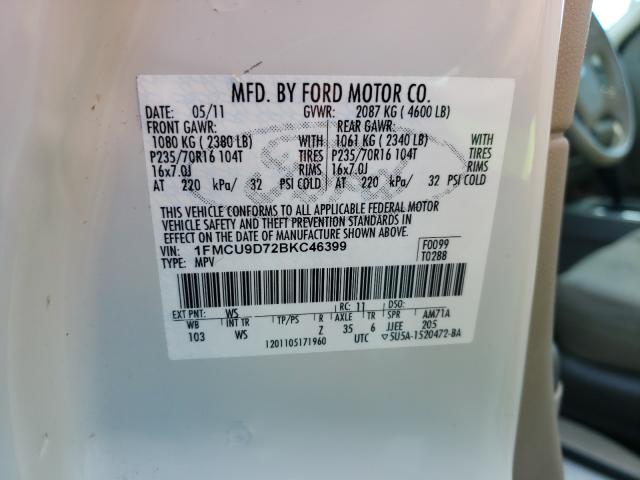 MFD. BY FORD MOTOR CO.
DATE: 05/11 GVWR: 2087 KG (4600 LB)
FRONT GAWR: REAR GAWR:
1080 KG (2380 LB) WITH 1061 KG (2340 LB) WITH
P235/70R16 104T TIRES P235/70R16 104T TIRES
16x7.0J RIMS 16x7.0J RIMS
AT 220 kPa/ 32 PSI COLD AT 220 kPa/ 32 PSI COLD
THIS VEHICLE CONFORMS TO ALL APPLICABLE FEDERAL MOTOR
VEHICLE SAFETY AND THEFT PREVENTION STANDARDS IN
EFFECT ON THE DATE OF MANUFACTURE SHOWN ABOVE.
VIN: 1FMCU9D72BKC46399 F0099
TYPE: MPV T0288
EXT PNT: WS RC: 11 DSO:
WB INT TR TP/PS R AXLE TR SPR AM71A
103 WS Z 35 6 JJEE 205
1201105171960 UTC ▽5U5A-1520472-BA